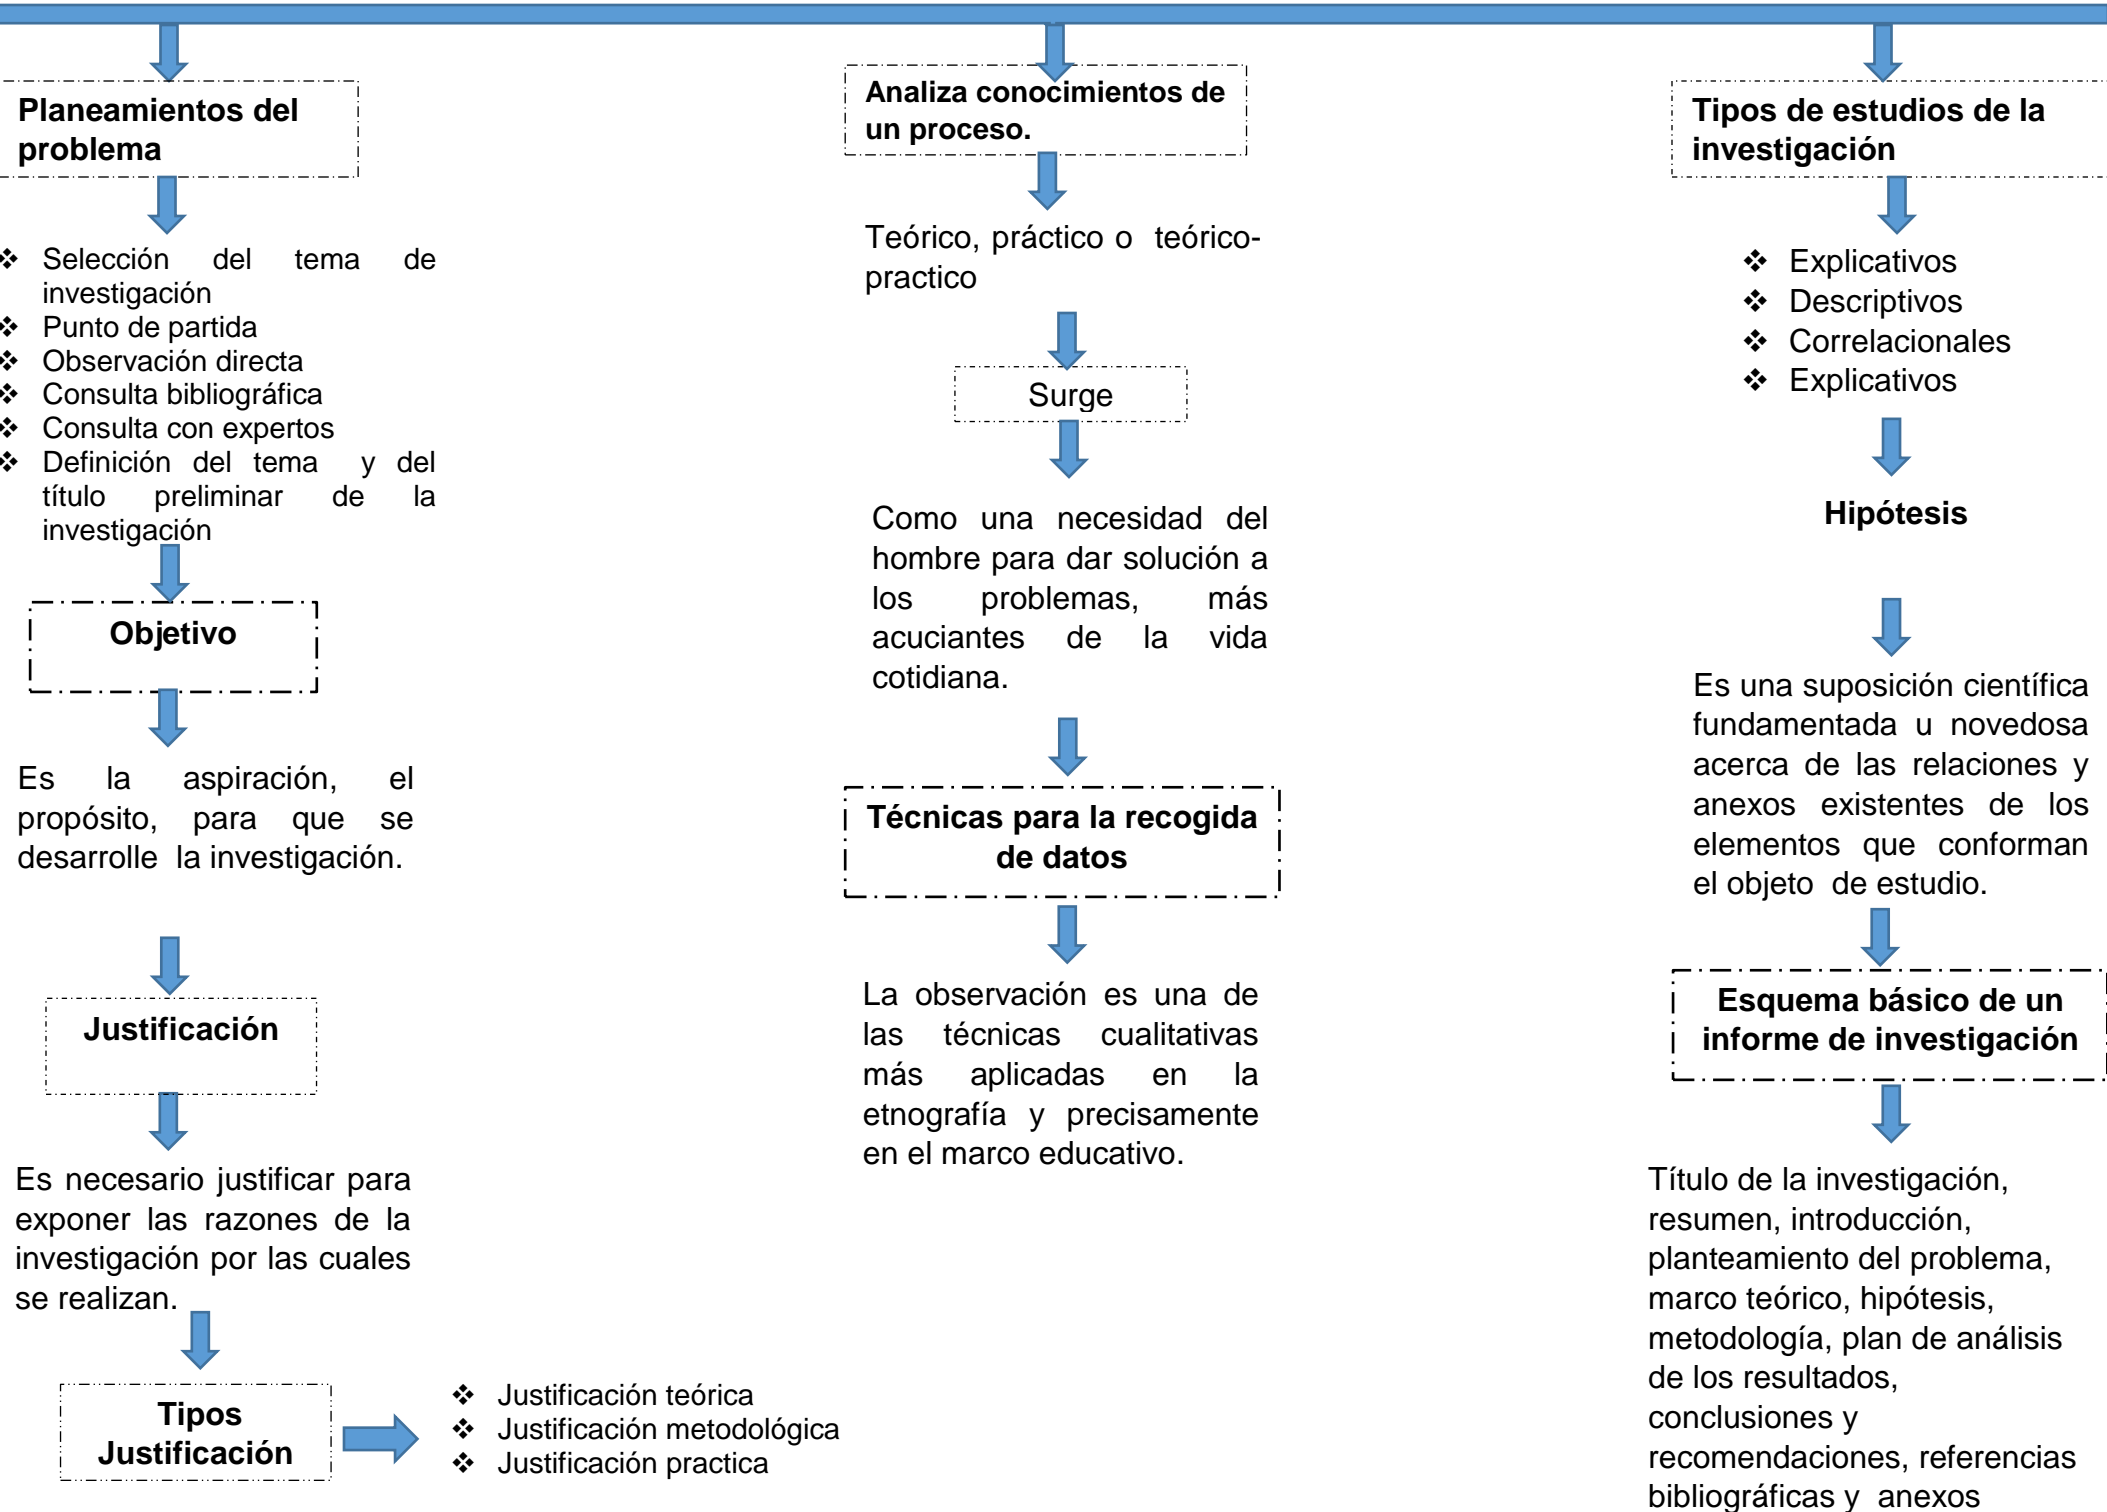 Planeamientos del
problema
❖ Selección del tema de
investigación
❖ Punto de partida
❖ Observación directa
❖ Consulta bibliográfica
❖ Consulta con expertos
❖ Definición del tema y del
título preliminar de la
investigación
Objetivo
Es la aspiración, el
propósito, para que se
desarrolle la investigación.
Justificación
Es necesario justificar para
exponer las razones de la
investigación por las cuales
se realizan.
Tipos
Justificación
❖ Justificación teórica
❖ Justificación metodológica
❖ Justificación practica
Analiza conocimientos de
un proceso.
Teórico, práctico o teórico-
practico
Surge
Como una necesidad del
hombre para dar solución a
los problemas, más
acuciantes de la vida
cotidiana.
Técnicas para la recogida
de datos
La observación es una de
las técnicas cualitativas
más aplicadas en la
etnografía y precisamente
en el marco educativo.
Tipos de estudios de la
investigación
❖ Explicativos
❖ Descriptivos
❖ Correlacionales
❖ Explicativos
Hipótesis
Es una suposición científica
fundamentada u novedosa
acerca de las relaciones y
anexos existentes de los
elementos que conforman
el objeto de estudio.
Esquema básico de un
informe de investigación
Título de la investigación,
resumen, introducción,
planteamiento del problema,
marco teórico, hipótesis,
metodología, plan de análisis
de los resultados,
conclusiones y
recomendaciones, referencias
bibliográficas y anexos